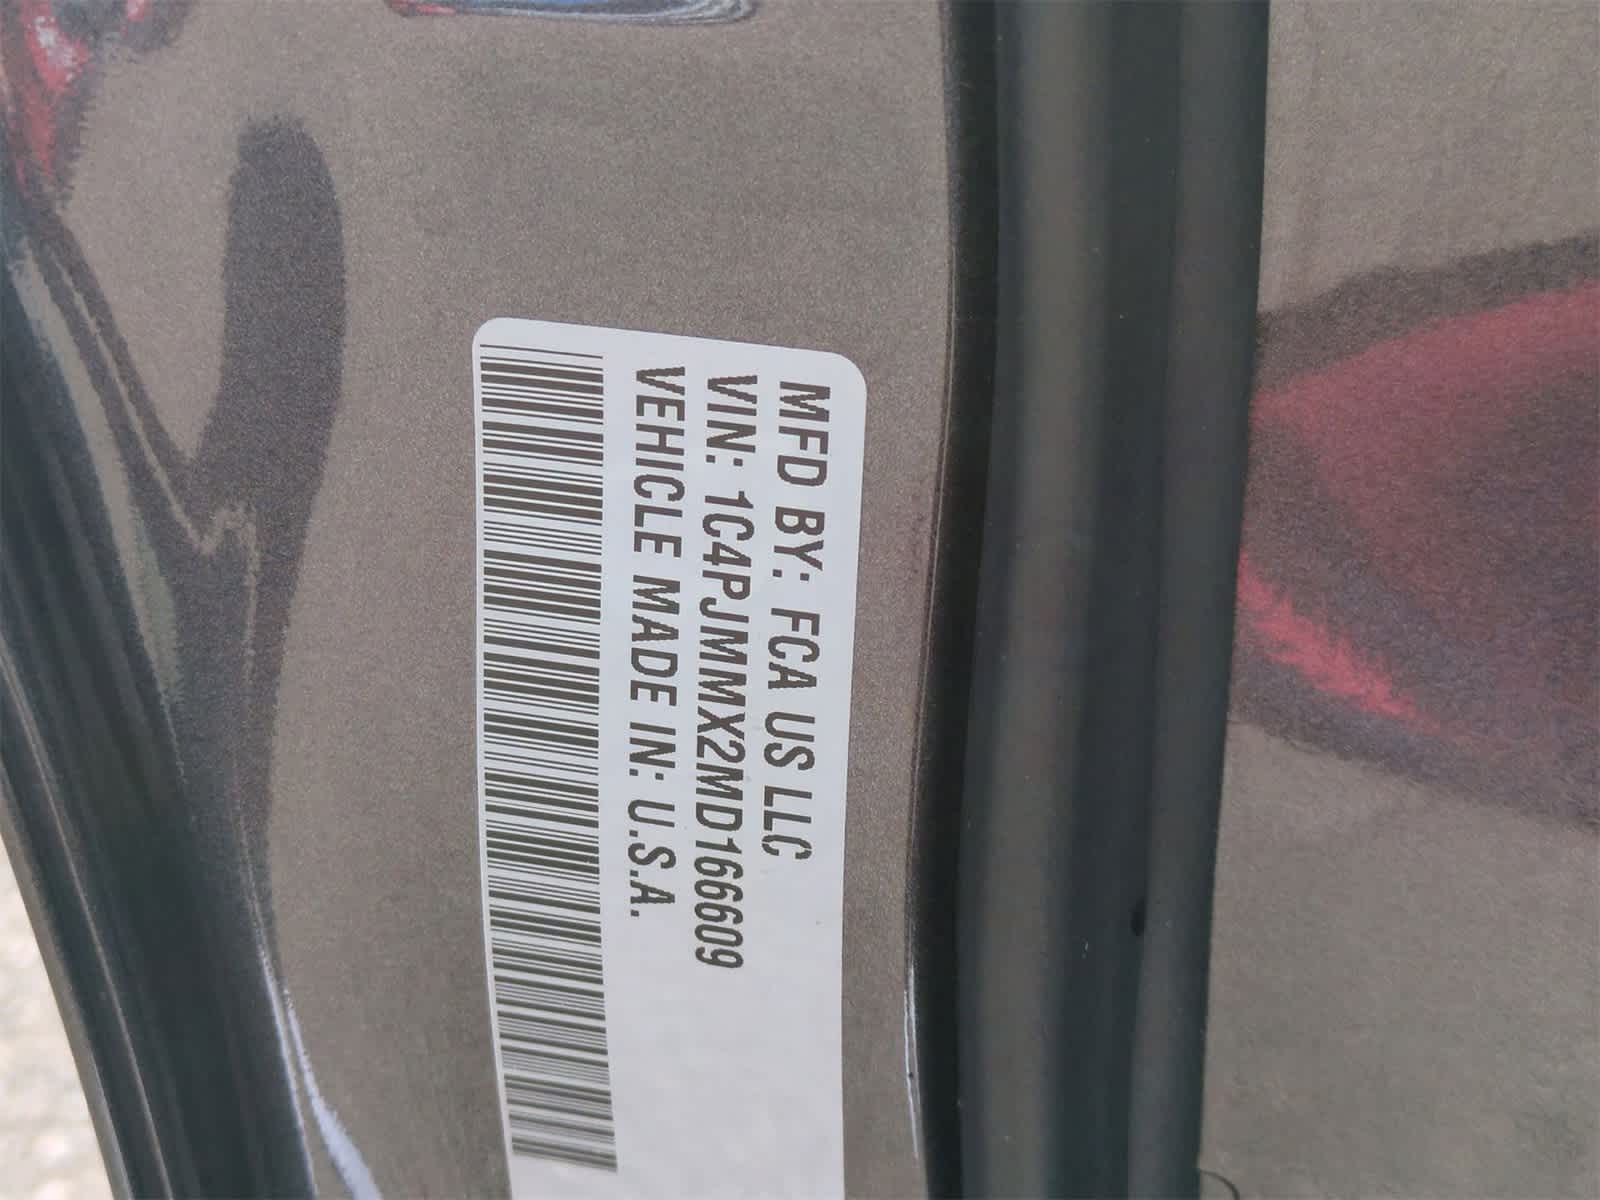 MFD BY: FCA US LLC
VIN: 1C4PJMMX2MD166609
VEHICLE MADE IN: U.S.A.